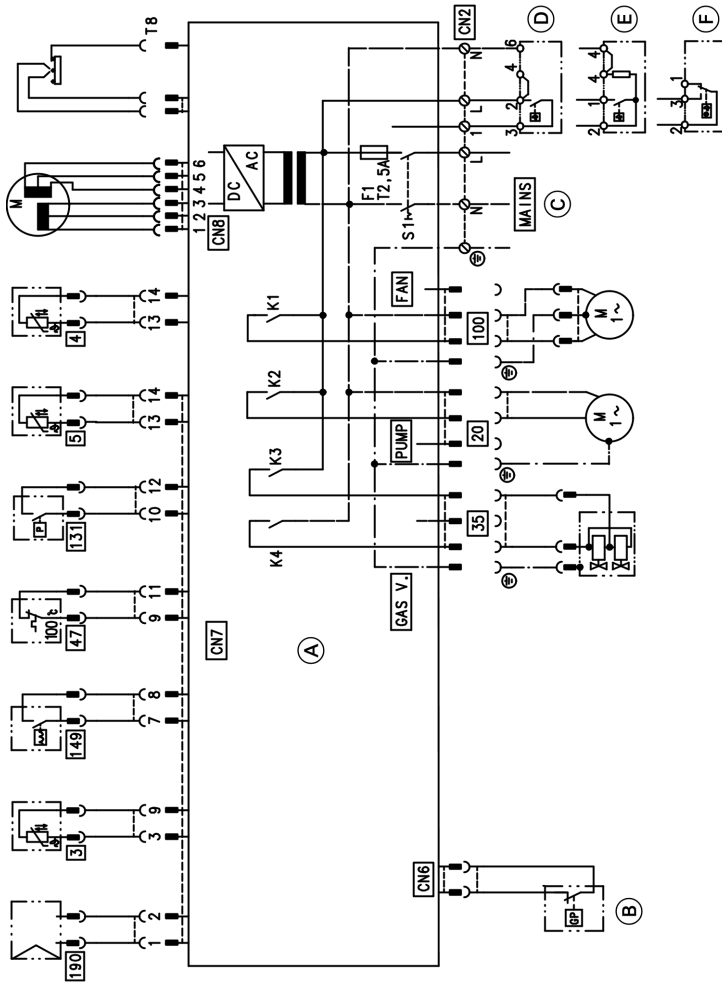 M
P
100°C
190
3
149
47
131
5
4
1 2
3 9
7 8
9 11
10 12
13 14
13 14
T8
1 2 3 4 5 6
CN7
CN8
DC
AC
K4
K3
K2
K1
A
F1
T2,5A
S1
GAS V.
PUMP
FAN
CN6
CN2
35
20
100
N
L
1
L
N
3 2 4 6
MAINS
D
C
GP
M
1~
M
1~
B
2 1 4 4
E
2 3 1
F